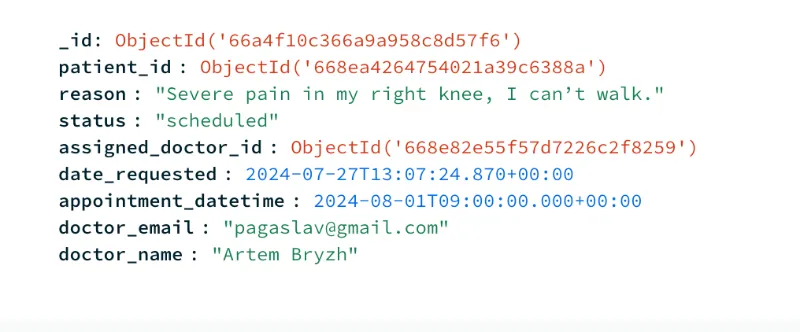 _id: ObjectId('66a4f10c366a9a958c8d57f6')
patient_id : ObjectId('668ea4264754021a39c6388a')
reason : "Severe pain in my right knee, I can’t walk."
status : "scheduled"
assigned_doctor_id : ObjectId('668e82e55f57d7226c2f8259')
date_requested : 2024-07-27T13:07:24.870+00:00
appointment_datetime : 2024-08-01T09:00:00.000+00:00
doctor_email : "pagaslav@gmail.com"
doctor_name : "Artem Bryzh"